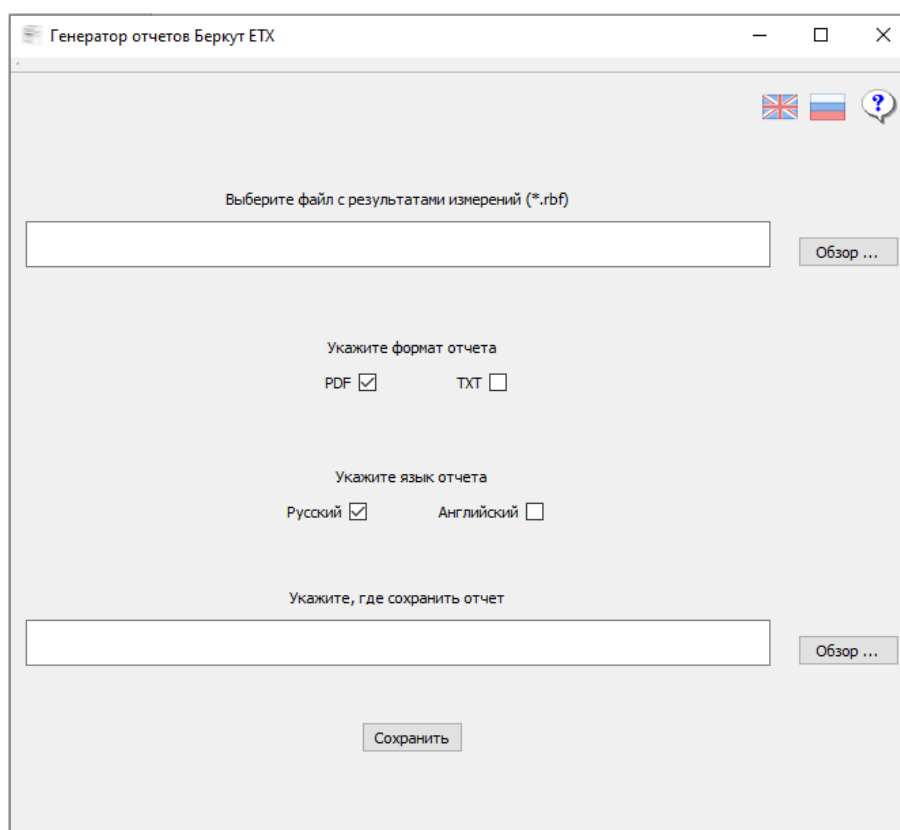 Генератор отчетов Беркут ETX
?
Выберите файл с результатами измерений (*.rbf)
Обзор ...
Укажите формат отчета
PDF TXT
Укажите язык отчета
Русский Английский
Укажите, где сохранить отчет
Обзор ...
Сохранить